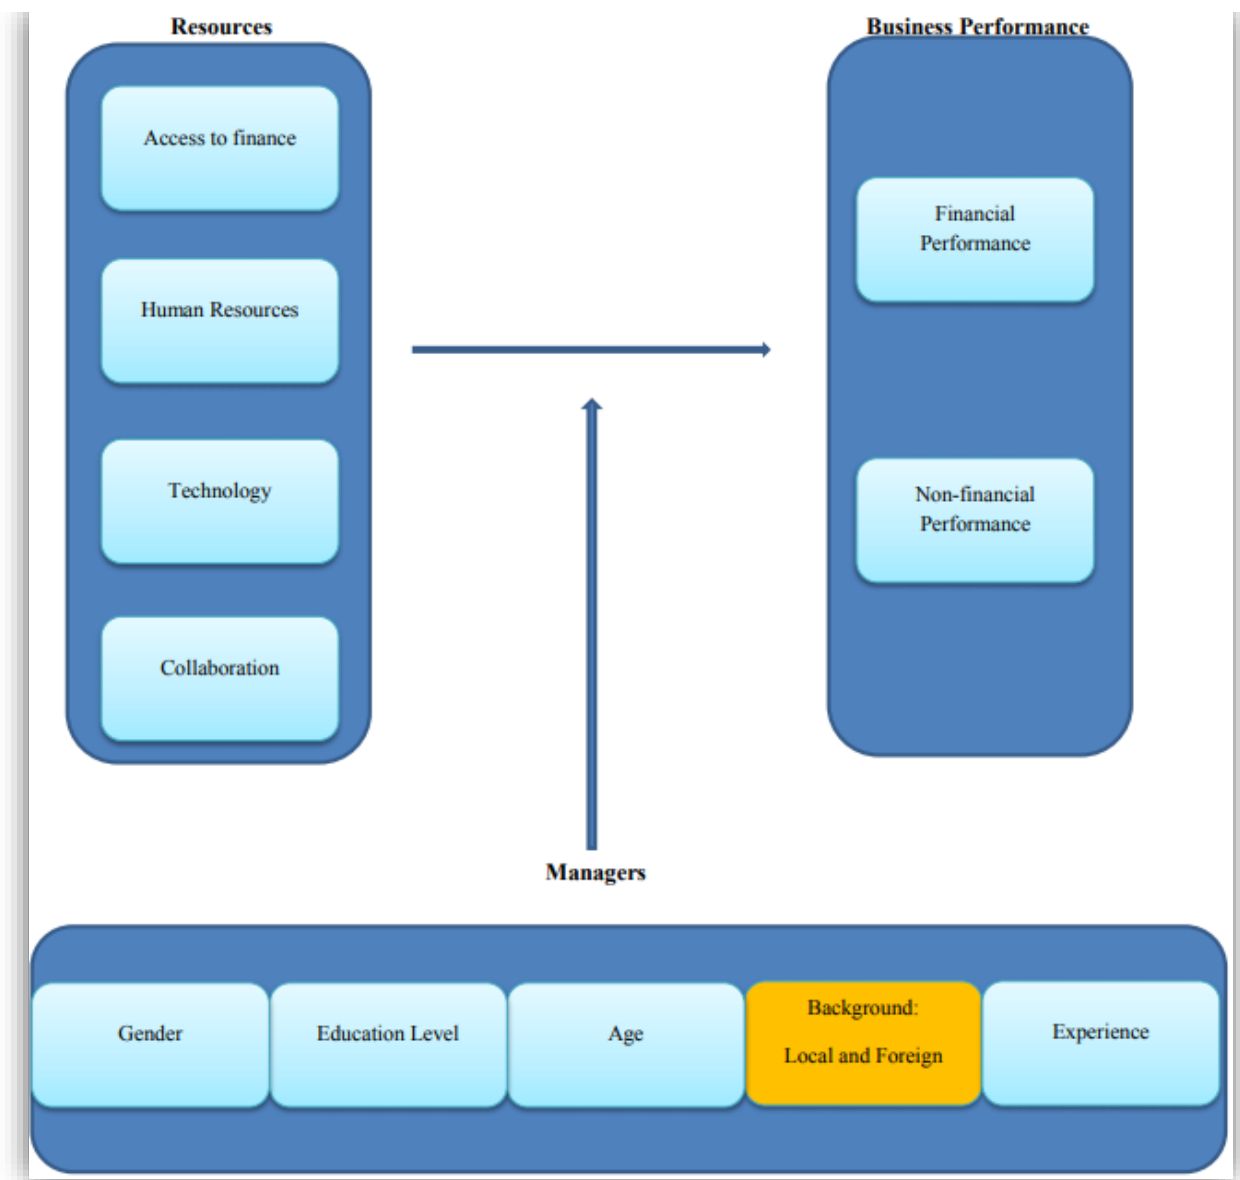 Resources
Access to finance
Human Resources
Technology
Collaboration
Business Performance
Financial
Performance
Non-financial
Performance
Managers
Gender
Education Level
Age
Background:
Local and Foreign
Experience